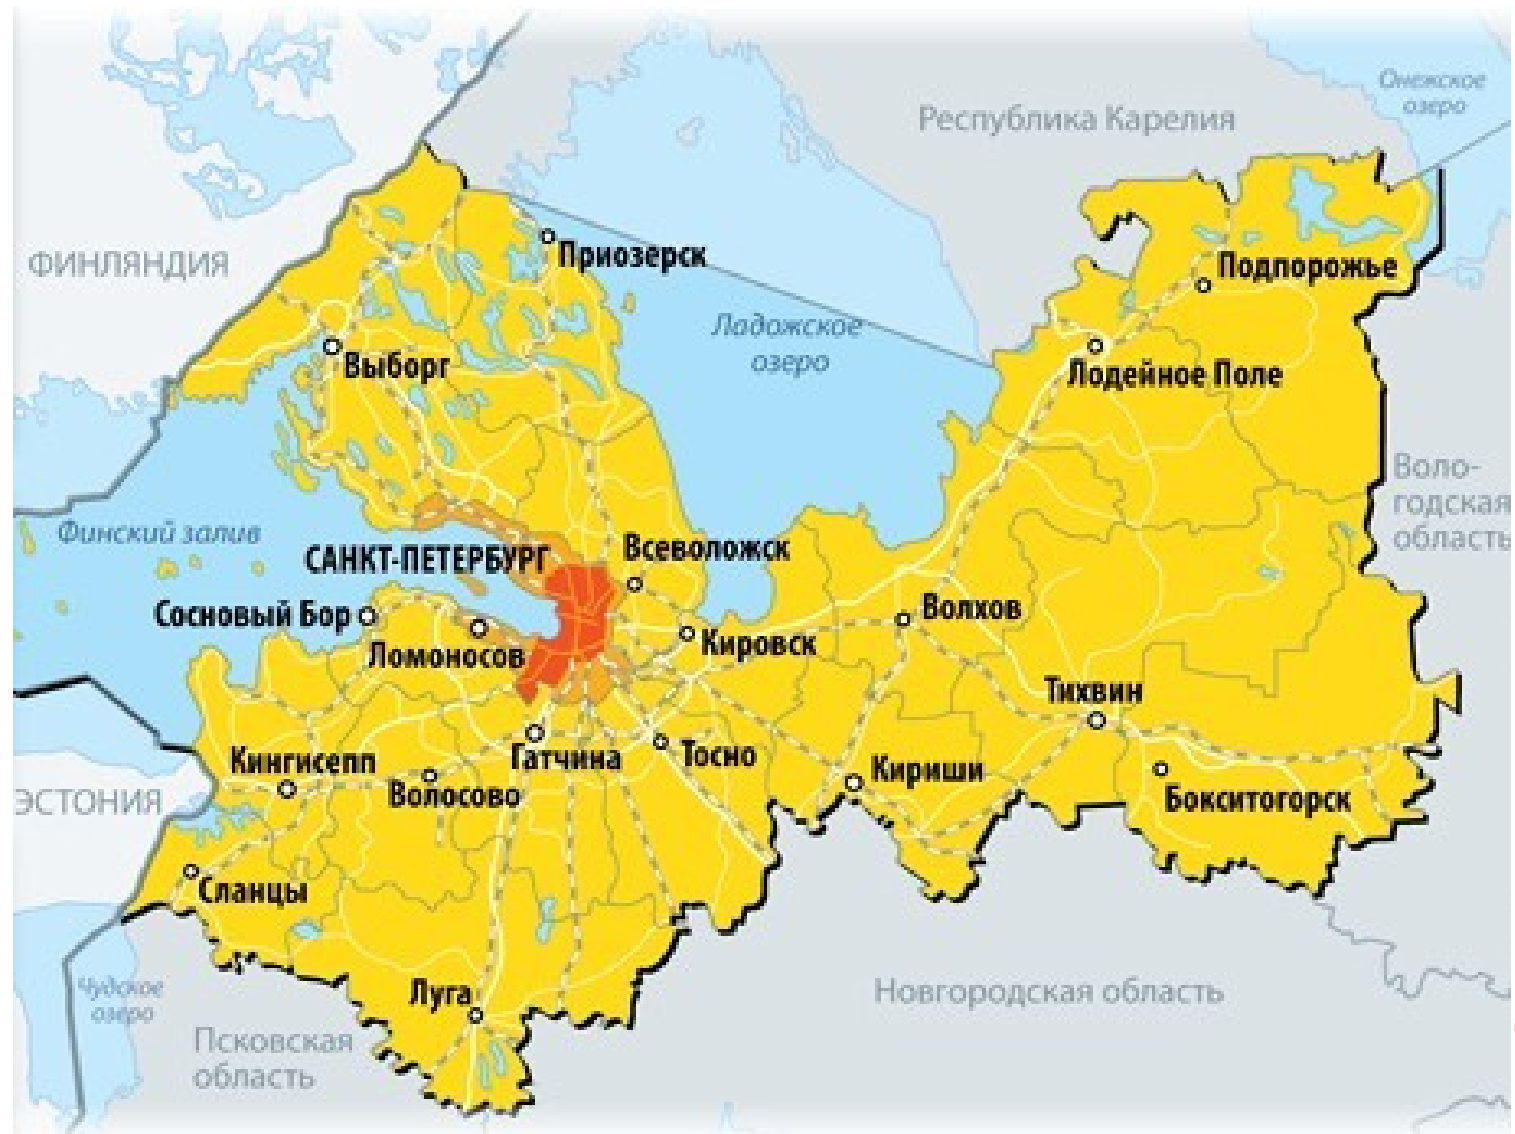 Онежское
озеро
Республика Карелия
ФИНЛЯНДИЯ
Приозерск
Подпорожье
Ладожское
озеро
Выборг
Лодейное Поле
Воло-
годская
область
Финский залив
САНКТ-ПЕТЕРБУРГ
Всеволожск
Сосновый Бор
Волхов
Ломоносов
Кировск
Тихвин
Кингисепп
Гатчина
Тосно
Кириши
ЭСТОНИЯ
Волосово
Бокситогорск
Сланцы
Чудское
озеро
Луга
Новгородская область
Псковская
область